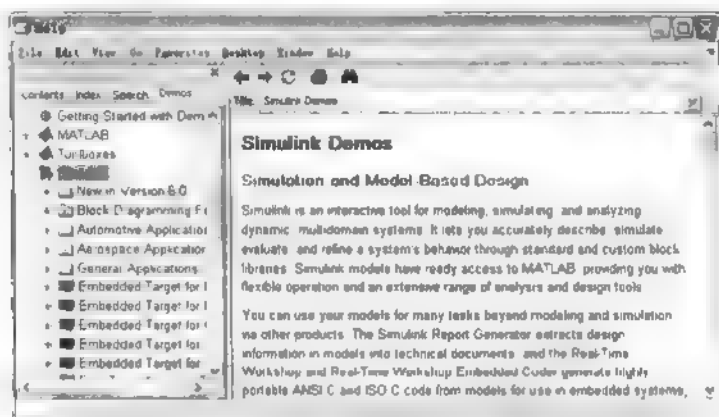 Help
File Edit View Go Favorites Desktop Window Help
Contents Index Search Demos
Getting Started with Dem
MATLAB
Toolboxes
New in Version 6.0
Block Diagramming Fe
Automotive Application
Aerospace Application
General Applications
Embedded Target for I
Embedded Target for I
Embedded Target for
Embedded Target for
Embedded Target for
Title: Simulink Demos
Simulink Demos
Simulation and Model-Based Design
Simulink is an interactive tool for modeling, simulating, and analyzing
dynamic, multidomain systems. It lets you accurately describe, simulate,
evaluate, and refine a system's behavior through standard and custom block
libraries. Simulink models have ready access to MATLAB, providing you with
flexible operation and an extensive range of analysis and design tools.
You can use your models for many tasks beyond modeling and simulation
via other products. The Simulink Report Generator extracts design
information in models into technical documents, and the Real-Time
Workshop and Real-Time Workshop Embedded Coder generate highly
portable ANSI C and ISO C code from models for use in embedded systems,